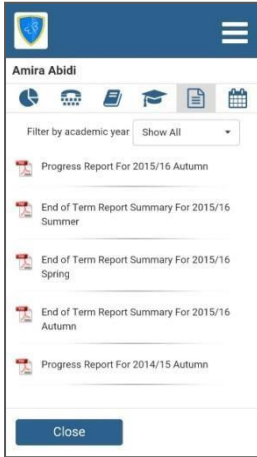 Amira Abidi
Filter by academic year Show All
Progress Report For 2015/16 Autumn
End of Term Report Summary For 2015/16
Summer
End of Term Report Summary For 2015/16
Spring
End of Term Report Summary For 2015/16
Autumn
Progress Report For 2014/15 Autumn
Close